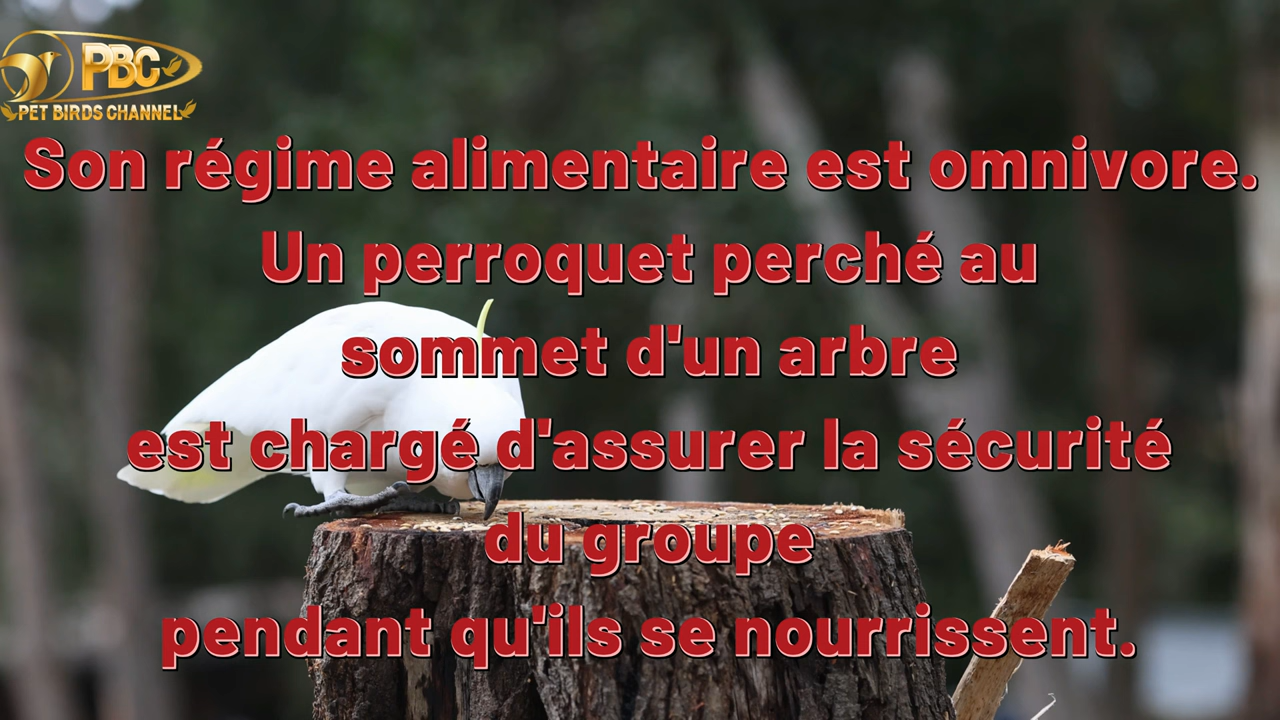 PBC
PET BIRDS CHANNEL
Son régime alimentaire est omnivore.
Un perroquet perché au
sommet d'un arbre
est chargé d'assurer la sécurité
du groupe
pendant qu'ils se nourrissent.